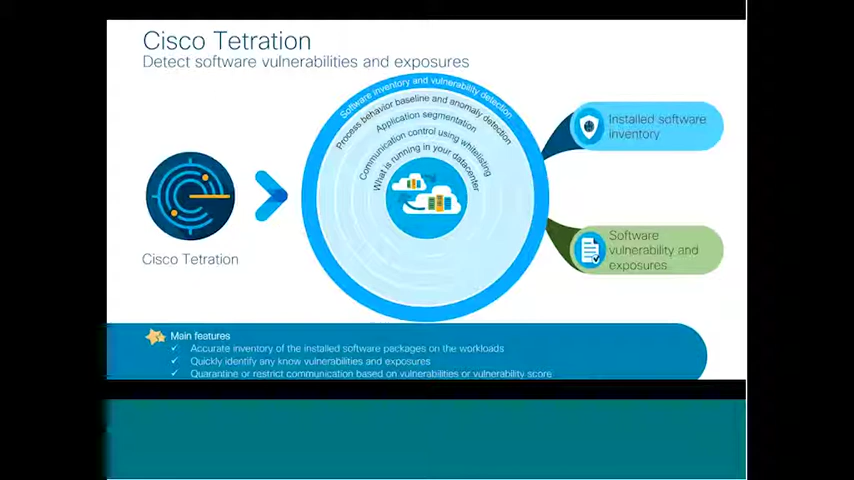 Cisco Tetration
Detect software vulnerabilities and exposures
Software inventory and vulnerability detection
Process behavior baseline and anomaly detection
Application segmentation
Communication control using whitelisting
What is running in your datacenter
Cisco Tetration
Installed software
inventory
Software
vulnerability and
exposures
Main features
✓ Accurate inventory of the installed software packages on the workloads
✓ Quickly identify any know vulnerabilities and exposures
✓ Quarantine or restrict communication based on vulnerabilities or vulnerability score